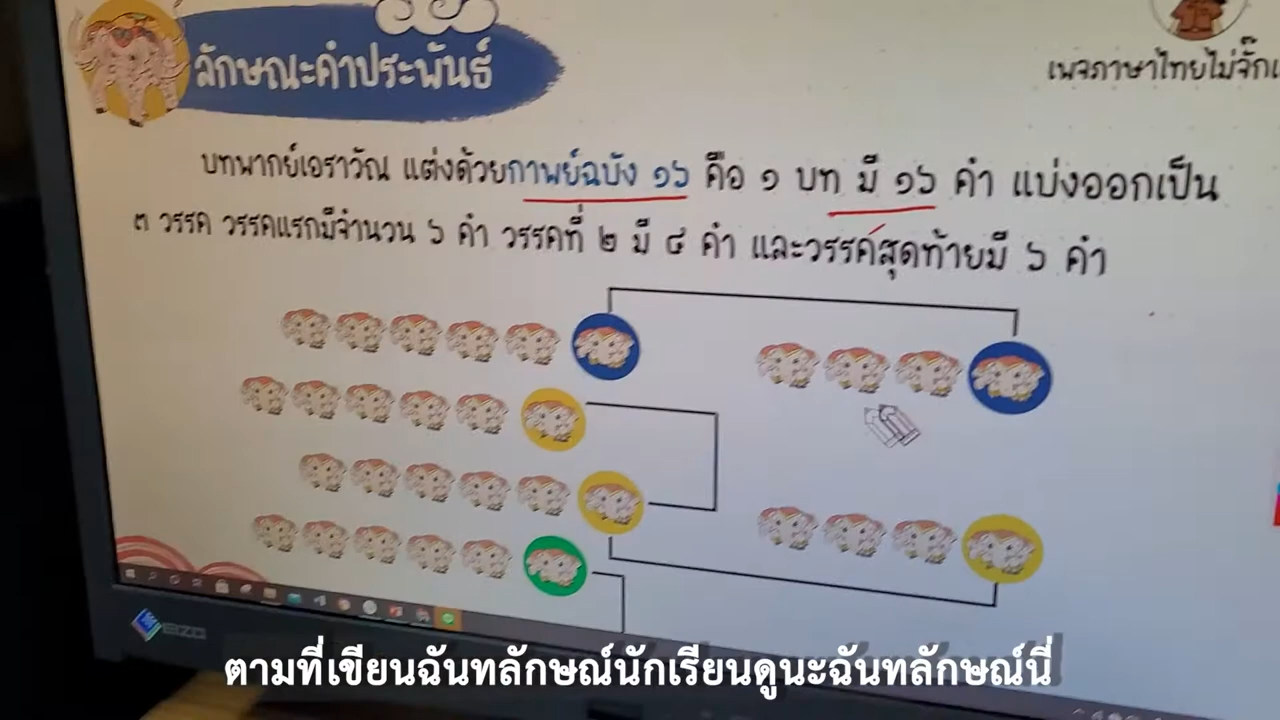 ลักษณะคำประพันธ์
เพจภาษาไทยไม่จั๊ก
บทพากย์เอราวัณ แต่งด้วยกาพย์ฉบัง ๑๖ คือ ๑ บท มี ๑๖ คำ แบ่งออกเป็น
๓ วรรค วรรคแรกมีจำนวน ๖ คำ วรรคที่ ๒ มี ๔ คำ และวรรคสุดท้ายมี ๖ คำ
ตามที่เขียนฉันทลักษณ์นักเรียนดูนะฉันทลักษณ์นี่